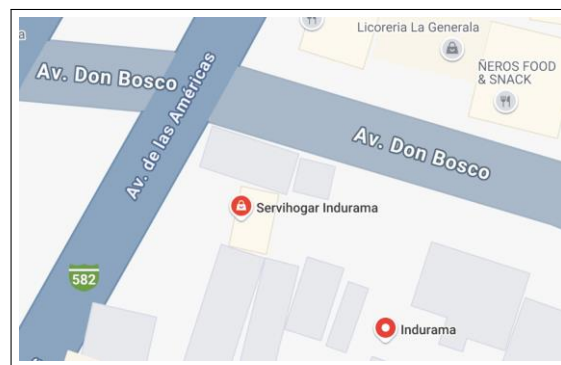 a
Licoreria La Generala
ÑEROS FOOD
& SNACK
Av. Don Bosco
Av. de las Américas
Av. Don Bosco
Servihogar Indurama
582
Indurama